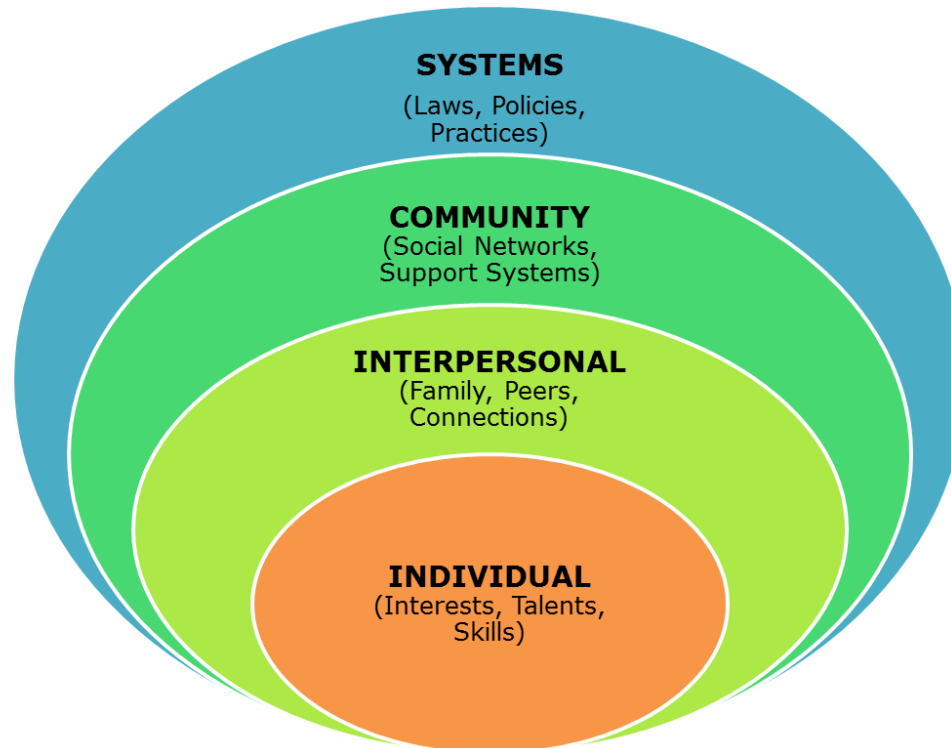 SYSTEMS
(Laws, Policies,
Practices)
COMMUNITY
(Social Networks,
Support Systems)
INTERPERSONAL
(Family, Peers,
Connections)
INDIVIDUAL
(Interests, Talents,
Skills)